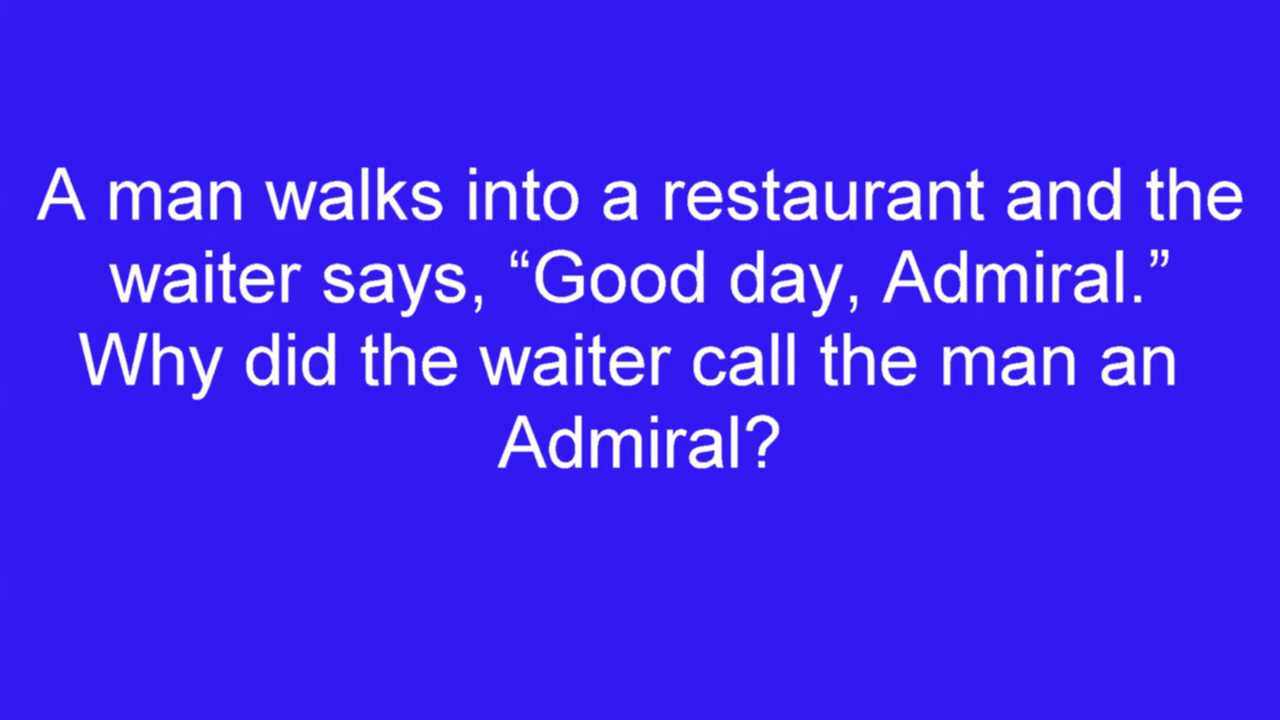 A man walks into a restaurant and the
waiter says, “Good day, Admiral.”
Why did the waiter call the man an
Admiral?